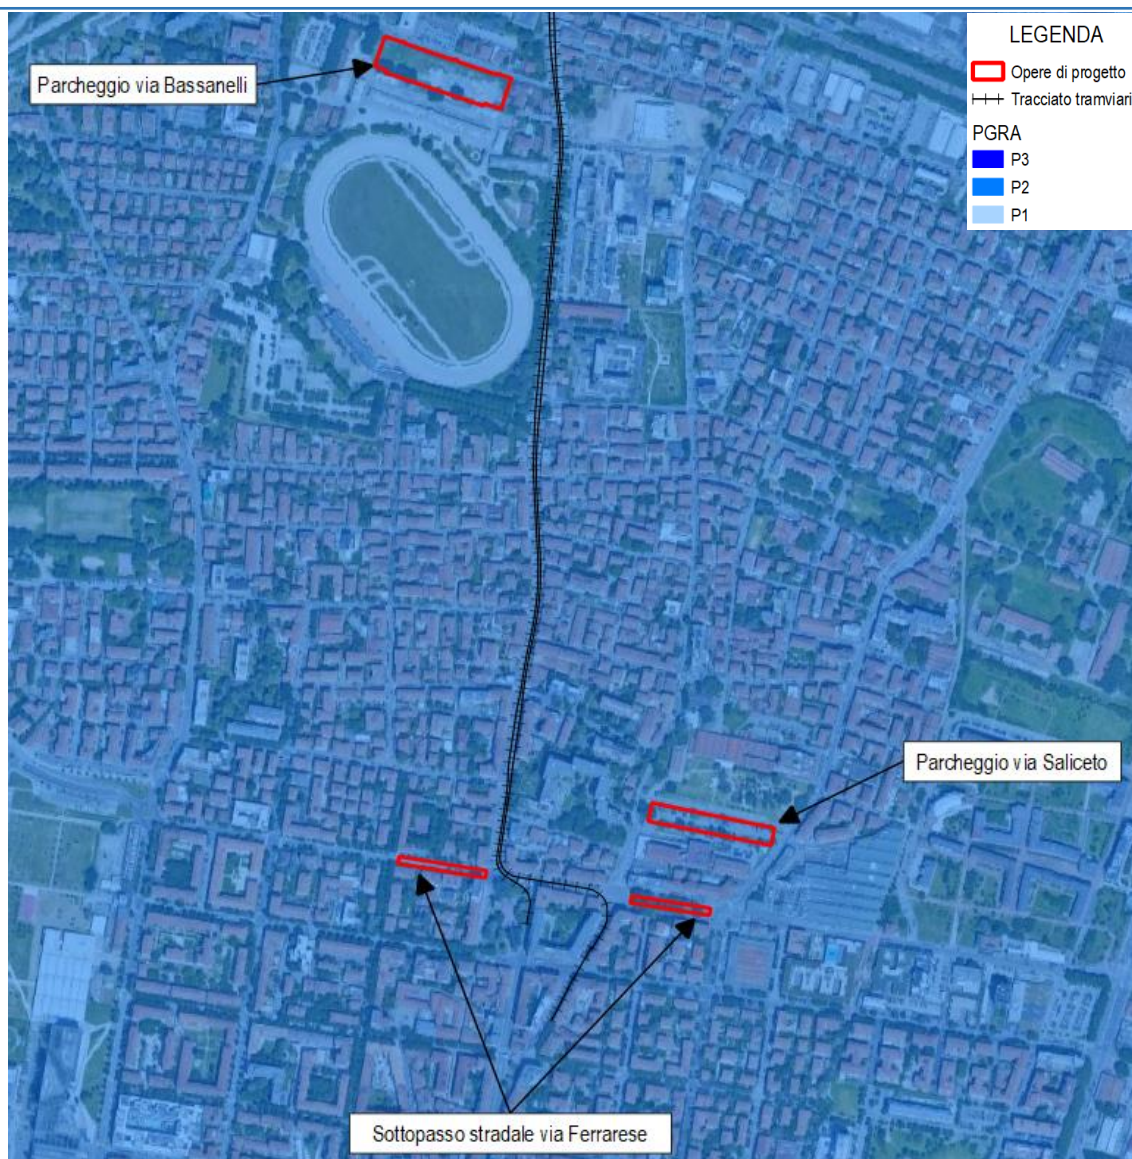 LEGENDA
Opere di progetto
Tracciato tramviari
PGRA
P3
P2
P1
Parcheggio via Bassanelli
Parcheggio via Saliceto
Sottopasso stradale via Ferrarese